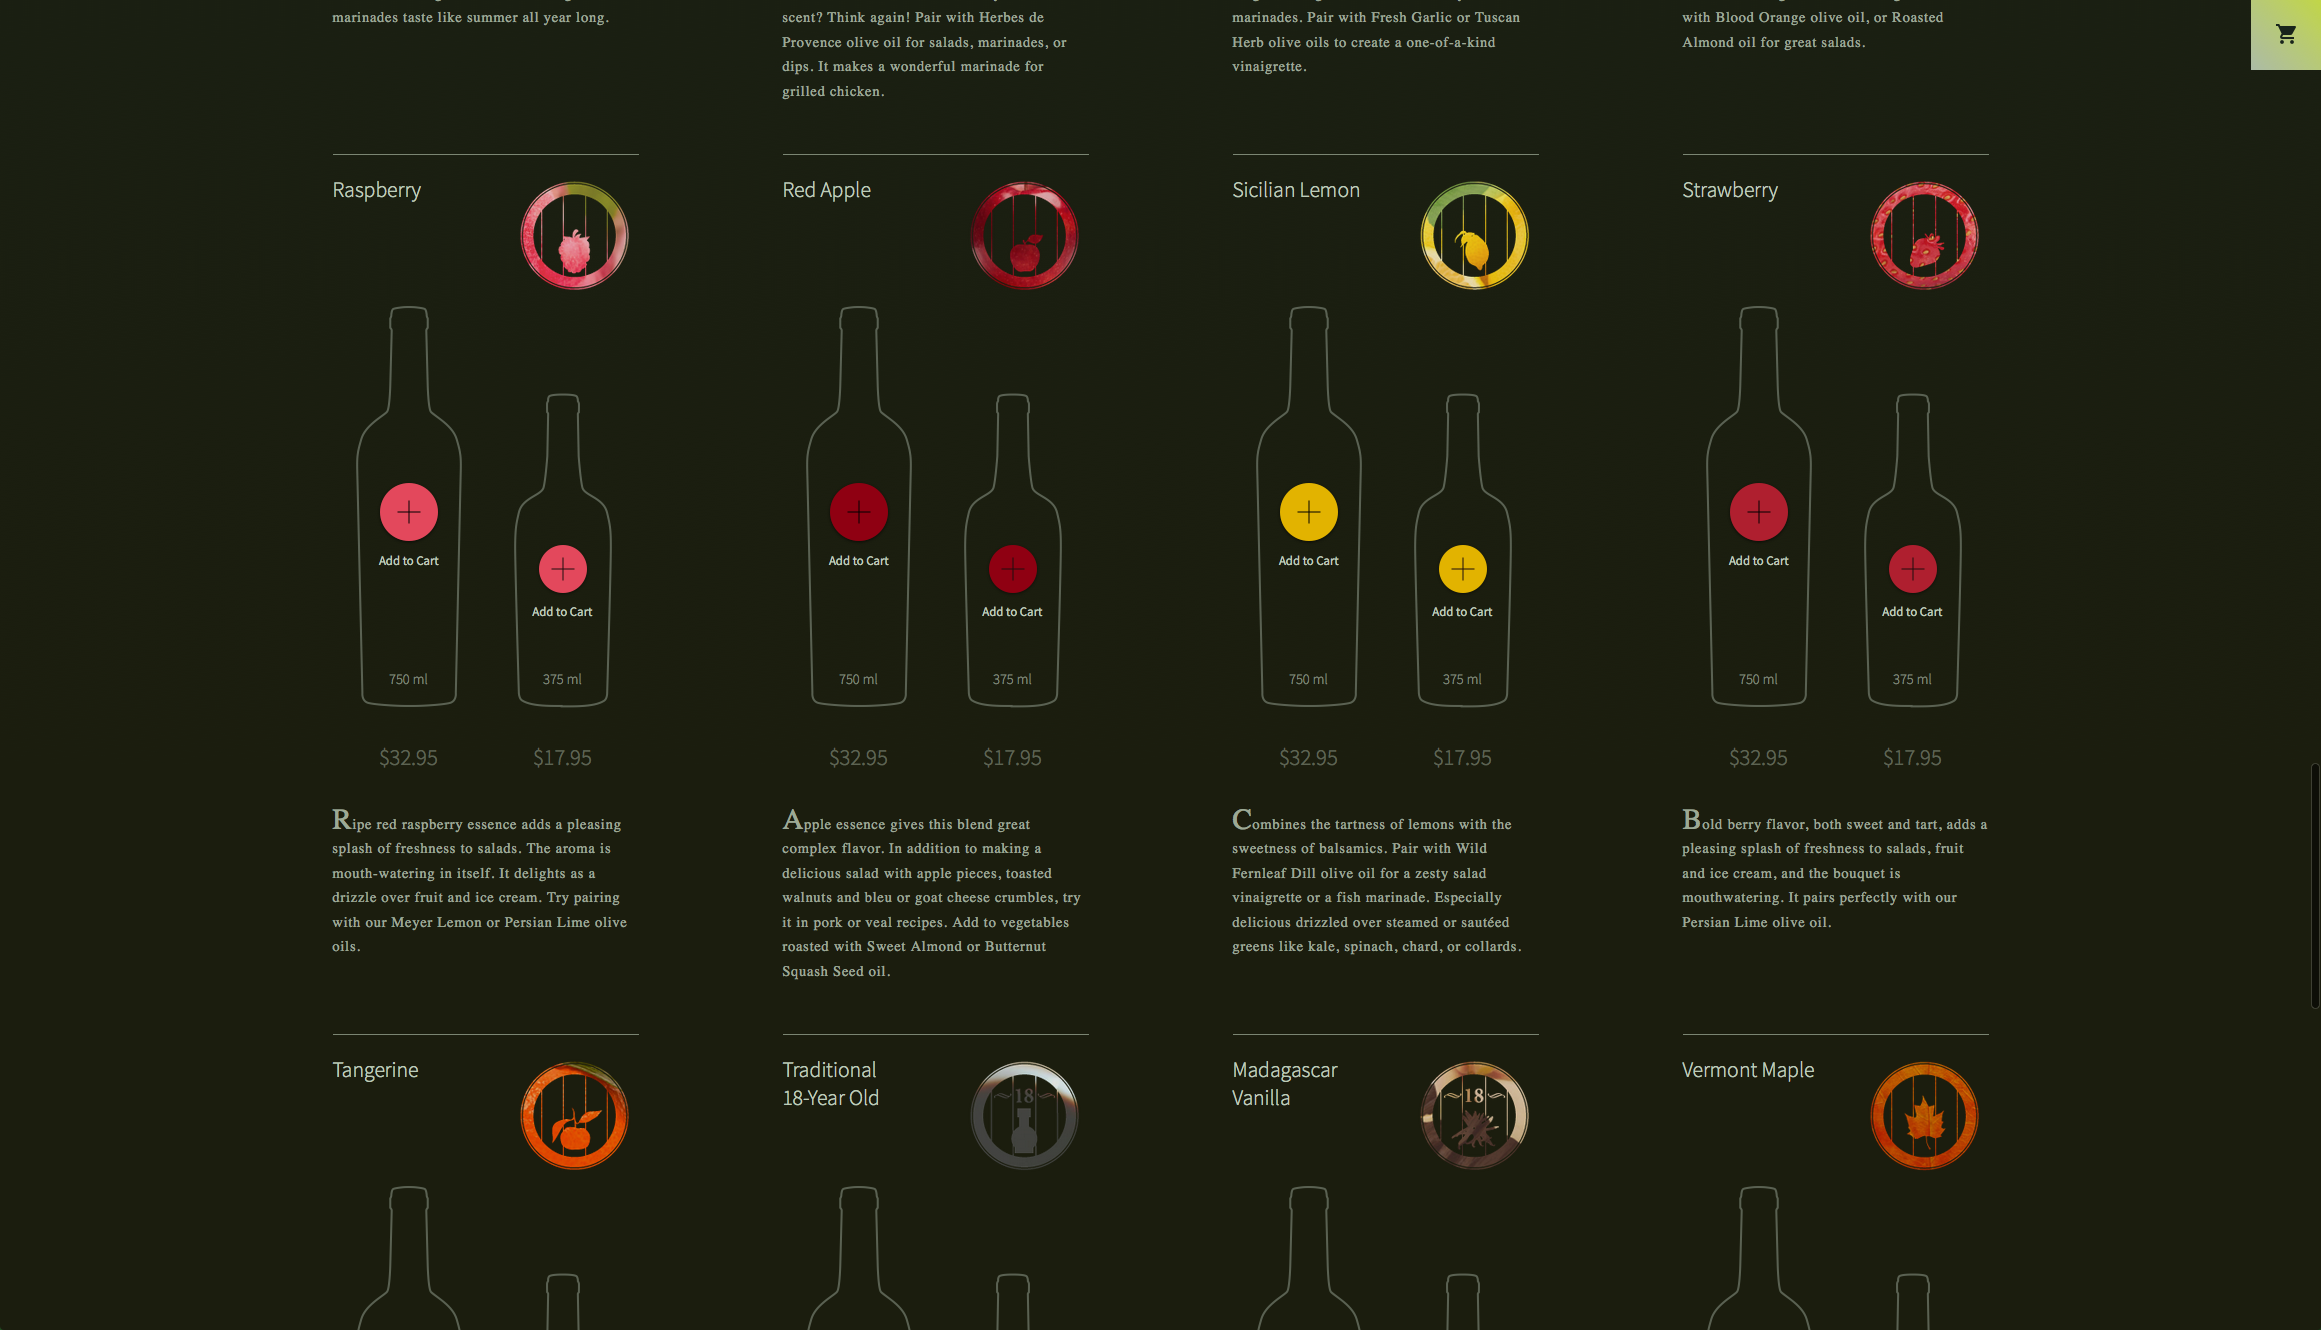 marinades taste like summer all year long.
scent? Think again! Pair with Herbes de
Provence olive oil for salads, marinades, or
dips. It makes a wonderful marinade for
grilled chicken.
marinades. Pair with Fresh Garlic or Tuscan
Herb olive oils to create a one-of-a-kind
vinaigrette.
with Blood Orange olive oil, or Roasted
Almond oil for great salads.
Raspberry
Add to Cart
Add to Cart
750 ml
375 ml
$32.95
$17.95
Ripe red raspberry essence adds a pleasing
splash of freshness to salads. The aroma is
mouth-watering in itself. It delights as a
drizzle over fruit and ice cream. Try pairing
with our Meyer Lemon or Persian Lime olive
oils.
Red Apple
Add to Cart
Add to Cart
750 ml
375 ml
$32.95
$17.95
Apple essence gives this blend great
complex flavor. In addition to making a
delicious salad with apple pieces, toasted
walnuts and bleu or goat cheese crumbles, try
it in pork or veal recipes. Add to vegetables
roasted with Sweet Almond or Butternut
Squash Seed oil.
Sicilian Lemon
Add to Cart
Add to Cart
750 ml
375 ml
$32.95
$17.95
Combines the tartness of lemons with the
sweetness of balsamics. Pair with Wild
Fernleaf Dill olive oil for a zesty salad
vinaigrette or a fish marinade. Especially
delicious drizzled over steamed or sautéed
greens like kale, spinach, chard, or collards.
Strawberry
Add to Cart
Add to Cart
750 ml
375 ml
$32.95
$17.95
Bold berry flavor, both sweet and tart, adds a
pleasing splash of freshness to salads, fruit
and ice cream, and the bouquet is
mouthwatering. It pairs perfectly with our
Persian Lime olive oil.
Tangerine
Traditional
18-Year Old
18
Madagascar
Vanilla
18
Vermont Maple